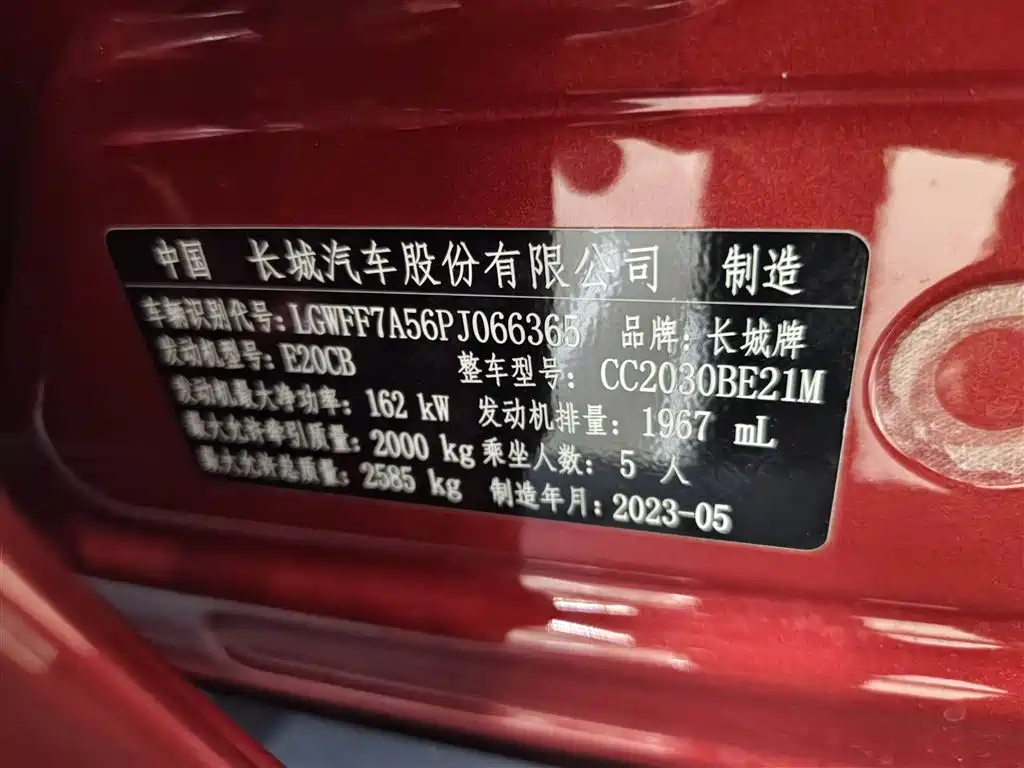 中国 长城汽车股份有限公司 制造
车辆识别代号: LGWFF7A56PJ066365 品牌: 长城牌
发动机型号: E20CB 整车型号: CC2030BE21M
发动机最大净功率: 162 kW 发动机排量: 1967 mL
最大允许牵引质量: 2000 kg 乘坐人数: 5 人
最大允许总质量: 2585 kg 制造年月: 2023-05